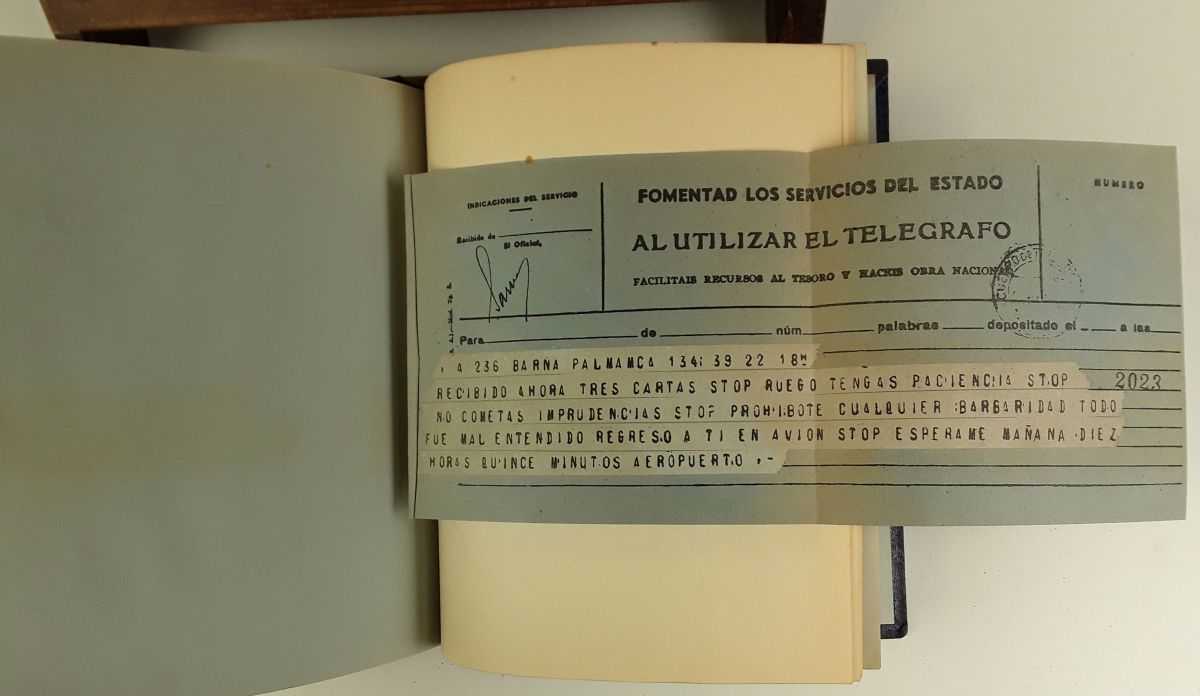 INDICACIONES DEL SERVICIO
Recibido de
El Oficial,
FOMENTAD LOS SERVICIOS DEL ESTADO
AL UTILIZAR EL TELEGRAFO
FACILITAIS RECURSOS AL TESORO Y HACEIS OBRA NACIONAL
NUMERO
Para de núm palabras depositado el a las
A 236 BARNA PALMAMCA 134: 39 22 18
RECIBIDO AHORA TRES CARTAS STOP RUEGO TENGAS PACIENCIA STOP
2023
NO COMETAS IMPRUDENCIAS STOP PROHIBOTE CUALQUIER BARBARIDAD TODO
FUE MAL ENTENDIDO REGRESO A TI EN AVION STOP ESPERAME MAÑANA DIEZ
HORAS QUINCE MINUTOS AEROPUERTO .-